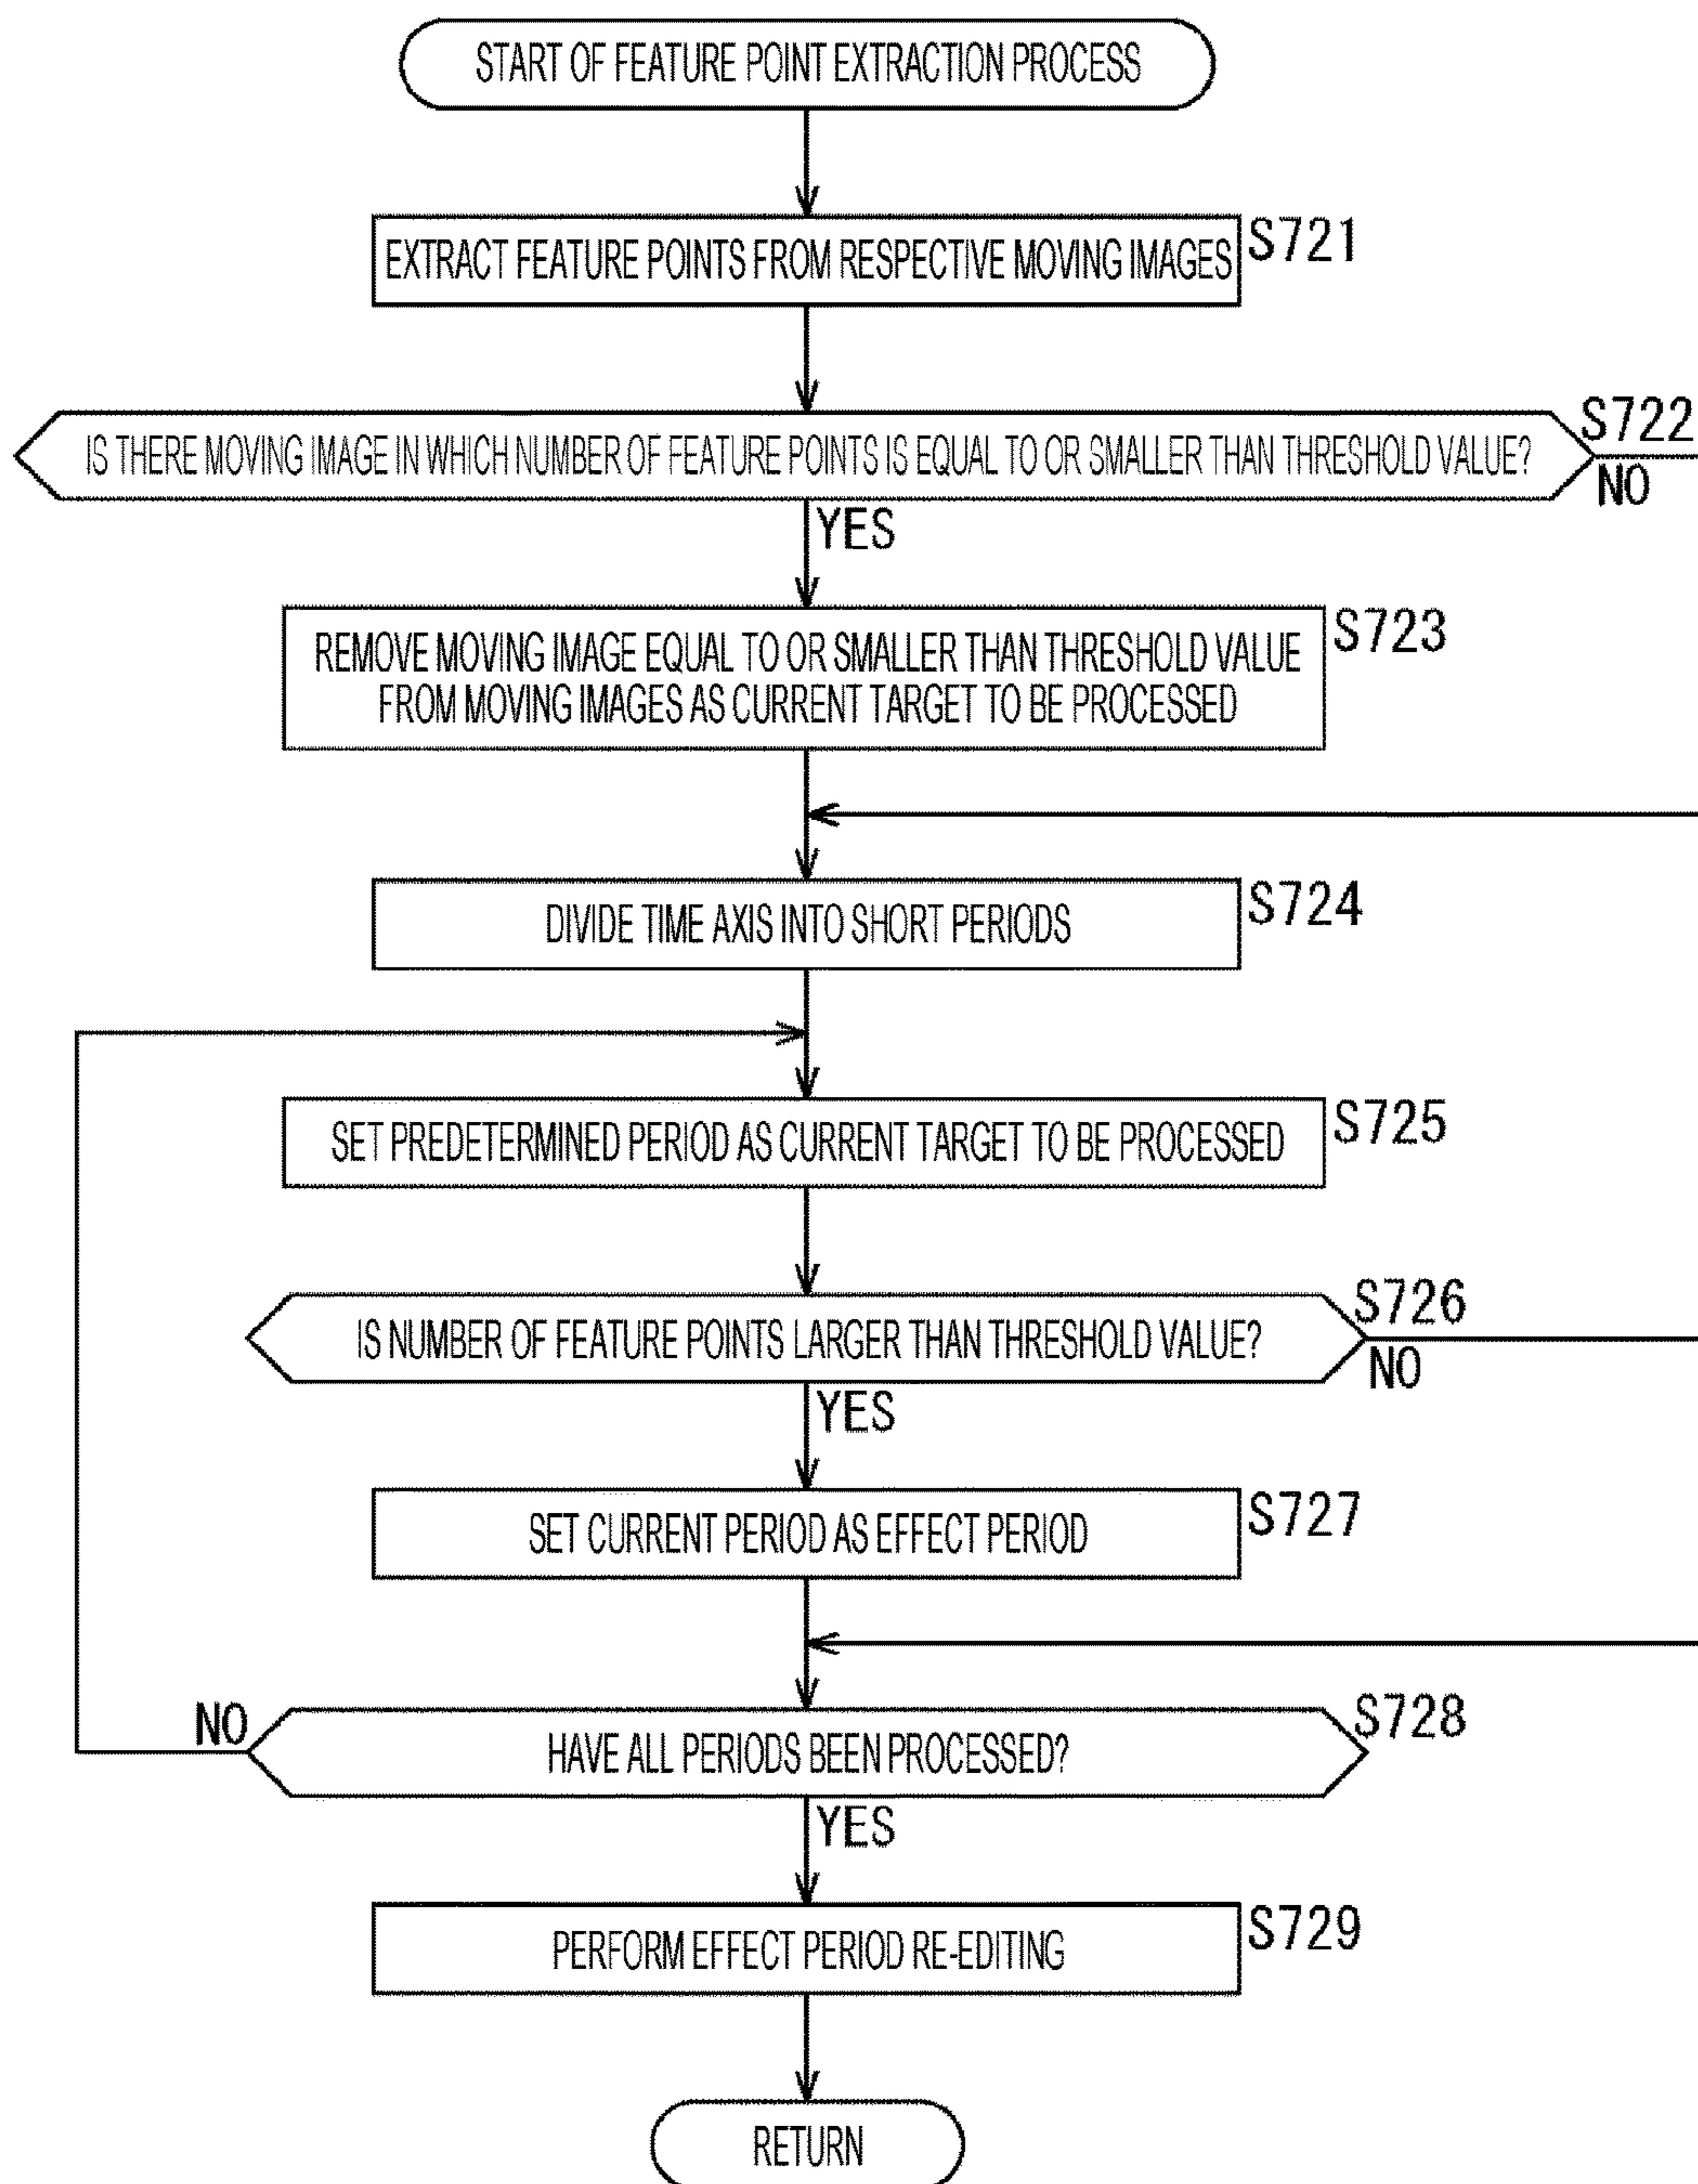 START OF FEATURE POINT EXTRACTION PROCESS
EXTRACT FEATURE POINTS FROM RESPECTIVE MOVING IMAGES
S721
IS THERE MOVING IMAGE IN WHICH NUMBER OF FEATURE POINTS IS EQUAL TO OR SMALLER THAN THRESHOLD VALUE?
S722
NO
YES
REMOVE MOVING IMAGE EQUAL TO OR SMALLER THAN THRESHOLD VALUE
FROM MOVING IMAGES AS CURRENT TARGET TO BE PROCESSED
S723
DIVIDE TIME AXIS INTO SHORT PERIODS
S724
SET PREDETERMINED PERIOD AS CURRENT TARGET TO BE PROCESSED
S725
IS NUMBER OF FEATURE POINTS LARGER THAN THRESHOLD VALUE?
S726
NO
YES
SET CURRENT PERIOD AS EFFECT PERIOD
S727
NO
HAVE ALL PERIODS BEEN PROCESSED?
S728
YES
PERFORM EFFECT PERIOD RE-EDITING
S729
RETURN